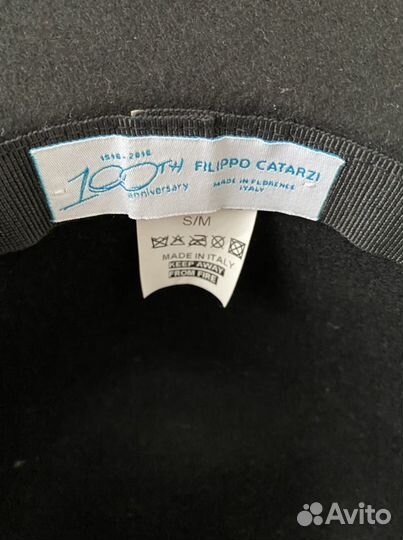 1916-2016
100TH
anniversary
FILIPPO CATARZI
MADE IN FLORENCE
ITALY
S/M
MADE IN ITALY
KEEP AWAY
FROM FIRE
Avito